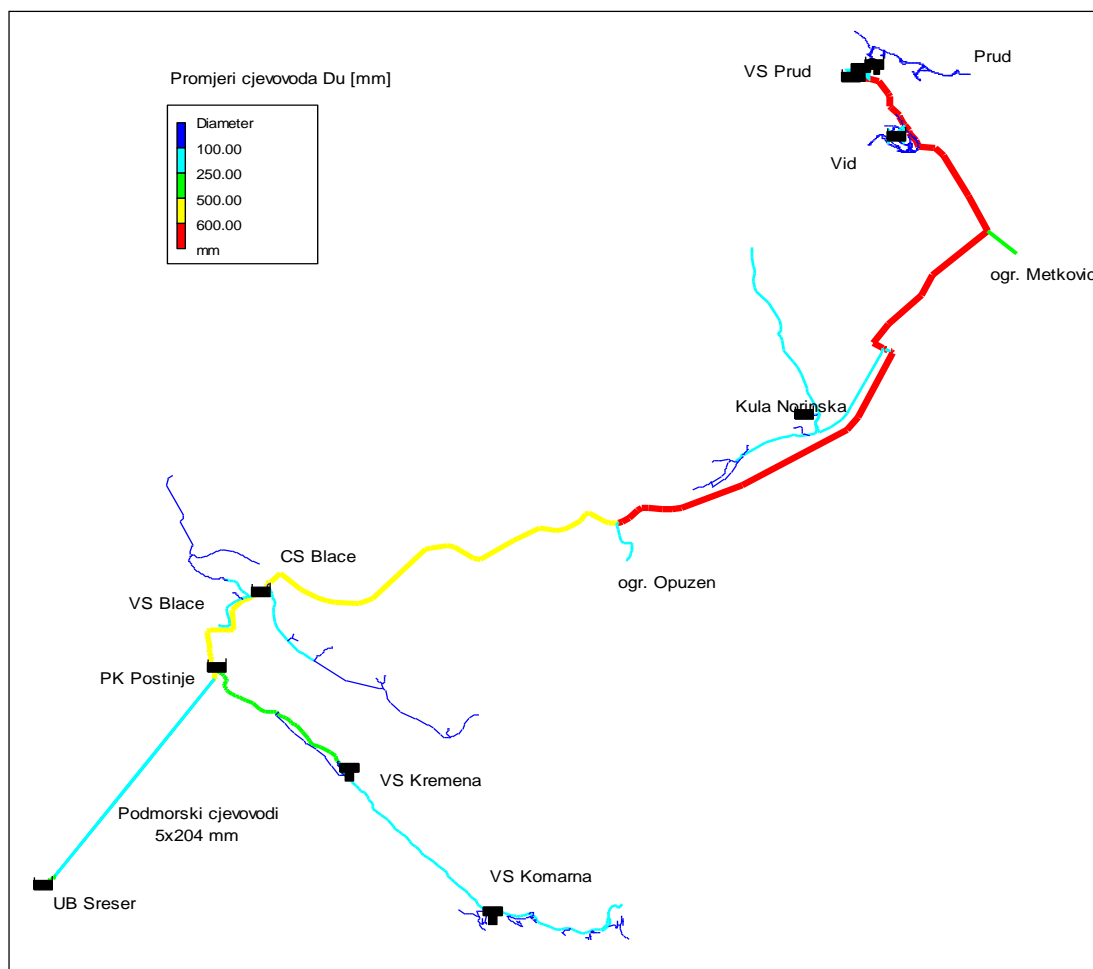 Promjeri cjevovoda Du [mm]
Diameter
100.00
250.00
500.00
600.00
mm
Prud
VS Prud
Vid
ogr. Metkovic
Kula Norinska
CS Blace
ogr. Opuzen
VS Blace
PK Postinje
VS Kremena
Podmorski cjevovodi
5x204 mm
VS Komarna
UB Sreser